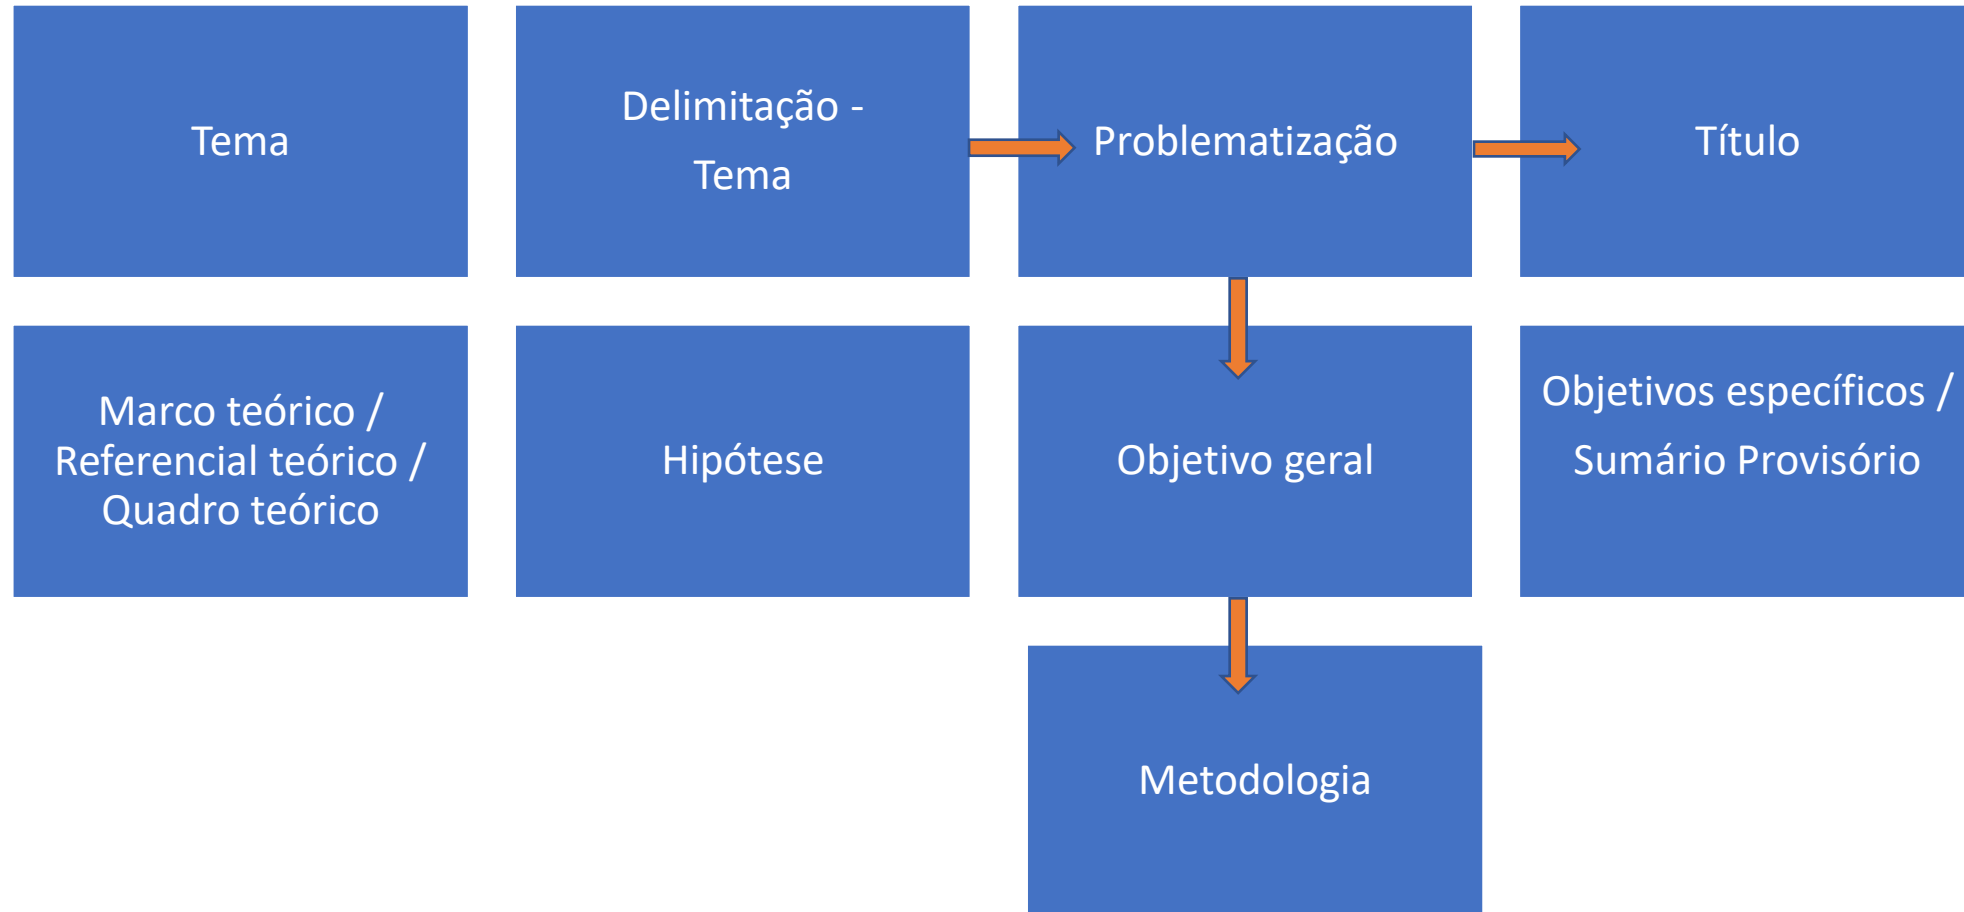 Tema
Delimitação -
Tema
Problematização
Título
Marco teórico /
Referencial teórico /
Quadro teórico
Hipótese
Objetivo geral
Objetivos específicos /
Sumário Provisório
Metodologia